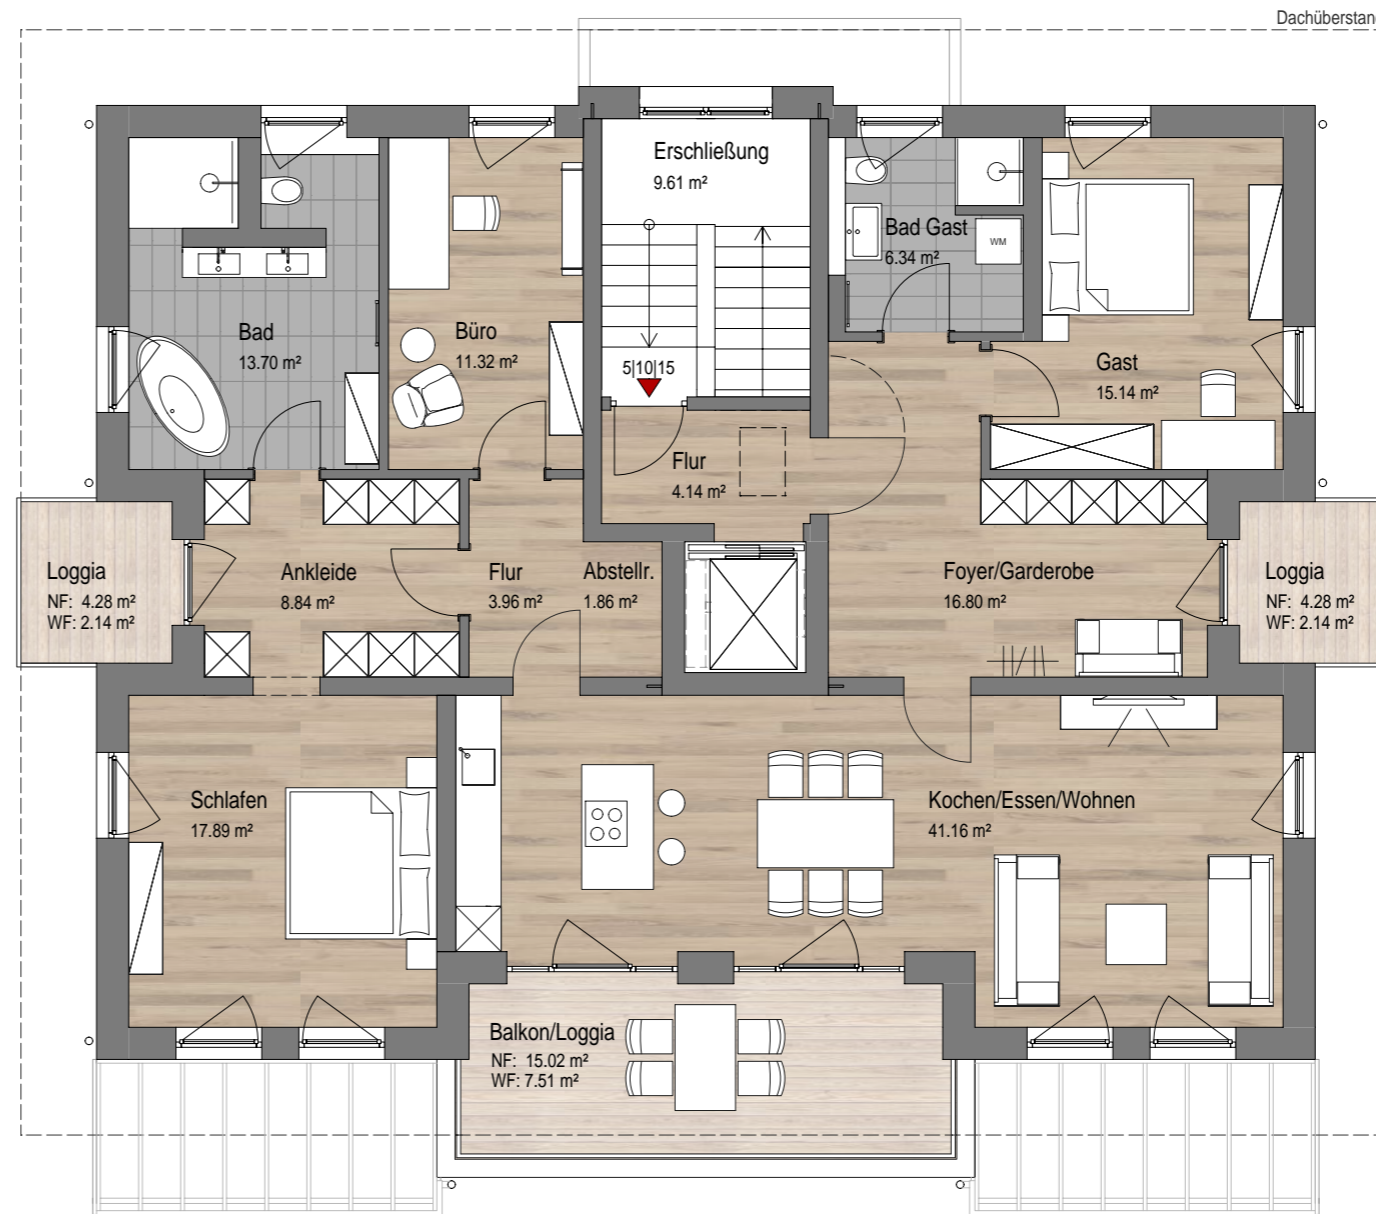 Dachüberstand
Erschließung
9.61 m²
Bad Gast
6.34 m²
WM
Bad
13.70 m²
Büro
11.32 m²
5|10|15
Gast
15.14 m²
Flur
4.14 m²
Loggia
NF: 4.28 m²
WF: 2.14 m²
Ankleide
8.84 m²
Flur
3.96 m²
Abstellr.
1.86 m²
Foyer/Garderobe
16.80 m²
Loggia
NF: 4.28 m²
WF: 2.14 m²
Schlafen
17.89 m²
Kochen/Essen/Wohnen
41.16 m²
Balkon/Loggia
NF: 15.02 m²
WF: 7.51 m²